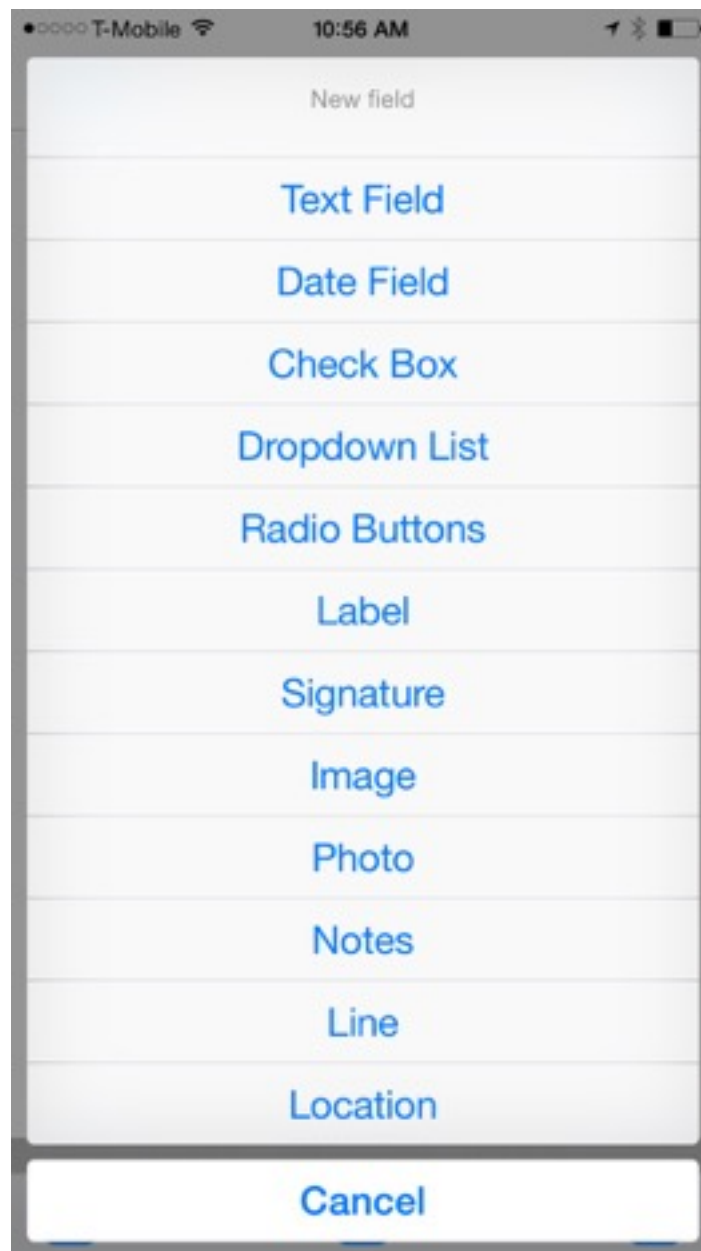 T-Mobile 10:56 AM
New field
Text Field
Date Field
Check Box
Dropdown List
Radio Buttons
Label
Signature
Image
Photo
Notes
Line
Location
Cancel